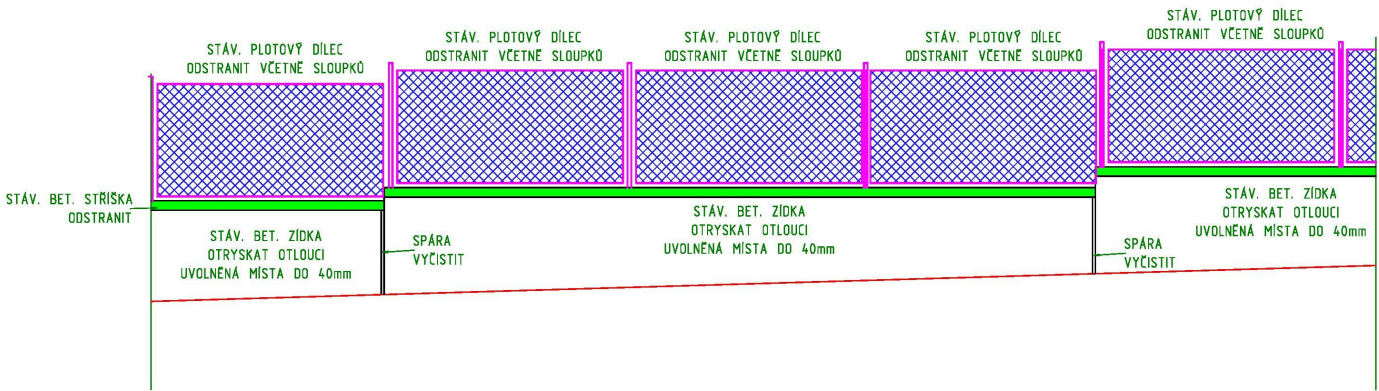 STÁV. PLOTOVÝ DÍLEC
ODSTRANIT VČETNĚ SLOUPKŮ
STÁV. PLOTOVÝ DÍLEC
ODSTRANIT VČETNĚ SLOUPKŮ
STÁV. PLOTOVÝ DÍLEC
ODSTRANIT VČETNĚ SLOUPKŮ
STÁV. PLOTOVÝ DÍLEC
ODSTRANIT VČETNĚ SLOUPKŮ
STÁV. PLOTOVÝ DÍLEC
ODSTRANIT VČETNĚ SLOUPKŮ
STÁV. BET. STŘÍŠKA
ODSTRANIT
STÁV. BET. ZÍDKA
OTRYSKAT OTLOUCI
UVOLNĚNÁ MÍSTA DO 40mm
SPÁRA
VYČISTIT
STÁV. BET. ZÍDKA
OTRYSKAT OTLOUCI
UVOLNĚNÁ MÍSTA DO 40mm
SPÁRA
VYČISTIT
STÁV. BET. ZÍDKA
OTRYSKAT OTLOUCI
UVOLNĚNÁ MÍSTA DO 40mm